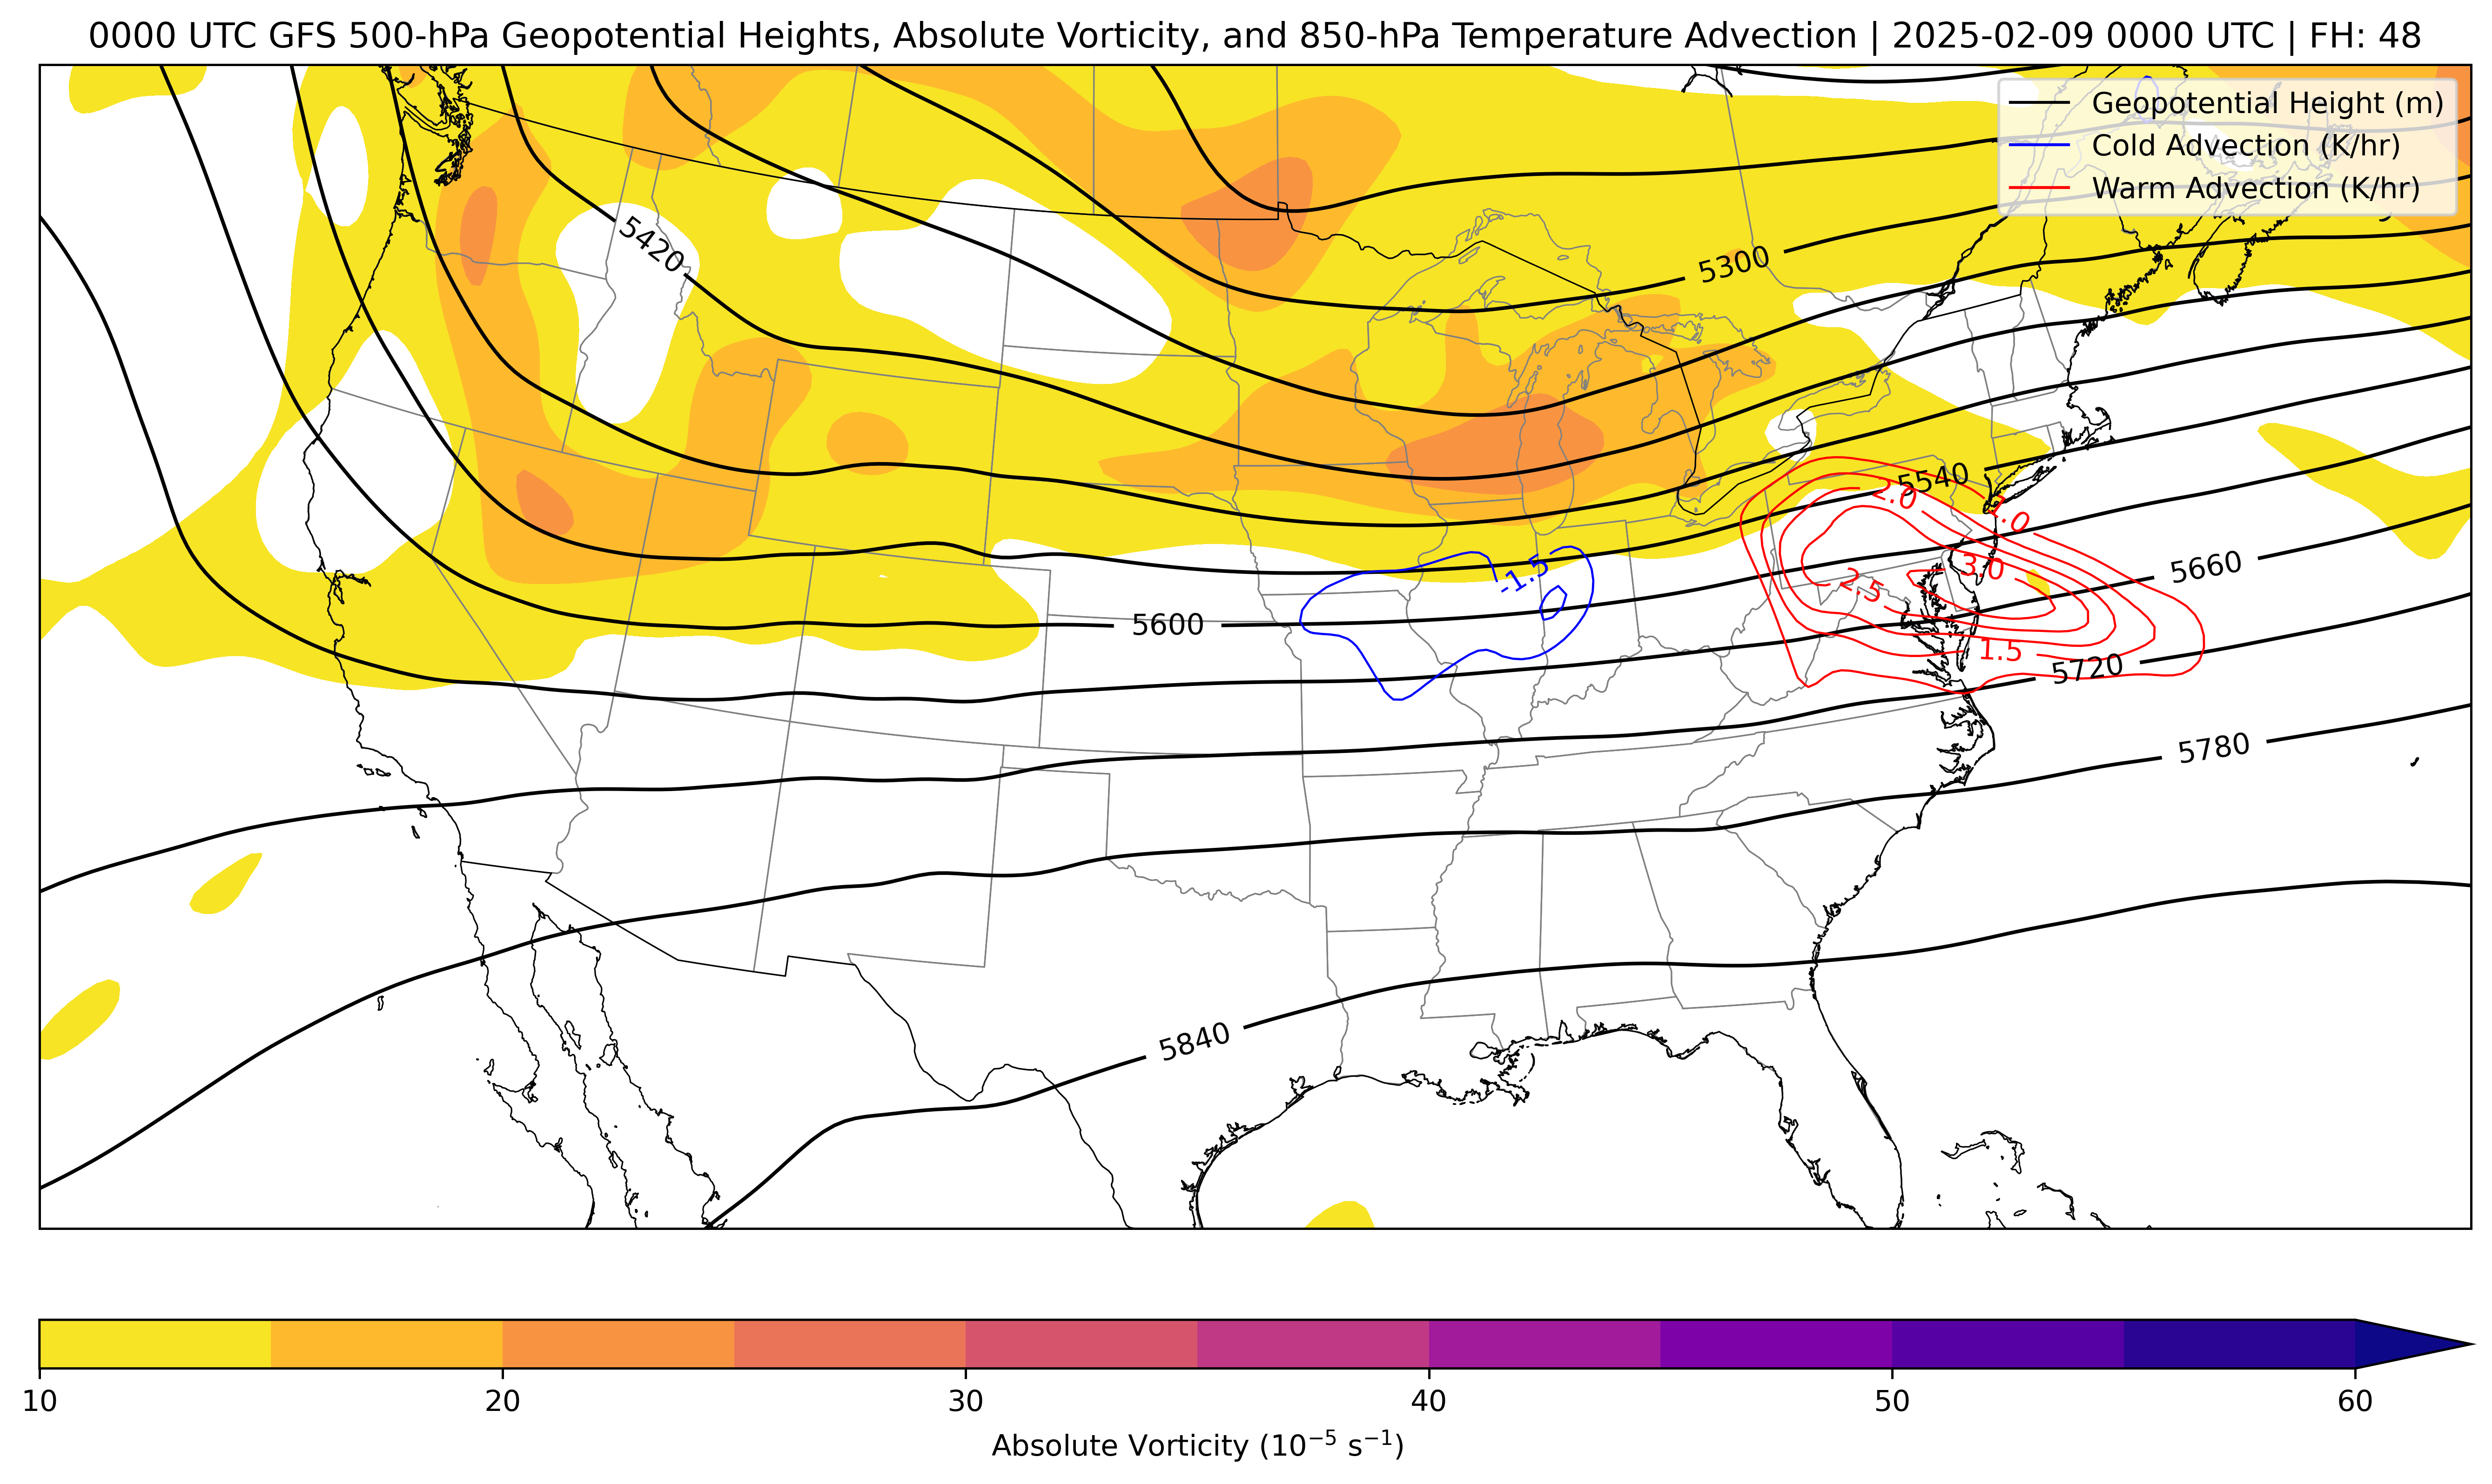 0000 UTC GFS 500-hPa Geopotential Heights, Absolute Vorticity, and 850-hPa Temperature Advection | 2025-02-09 0000 UTC | FH: 48
Geopotential Height (m)
Cold Advection (K/hr)
Warm Advection (K/hr)
5420
5300
5540
2.0
1.0
-1.5
3.0
5660
2.5
5600
1.5
5720
5780
5840
10 20 30 40 50 60
Absolute Vorticity (10⁻⁵ s⁻¹)